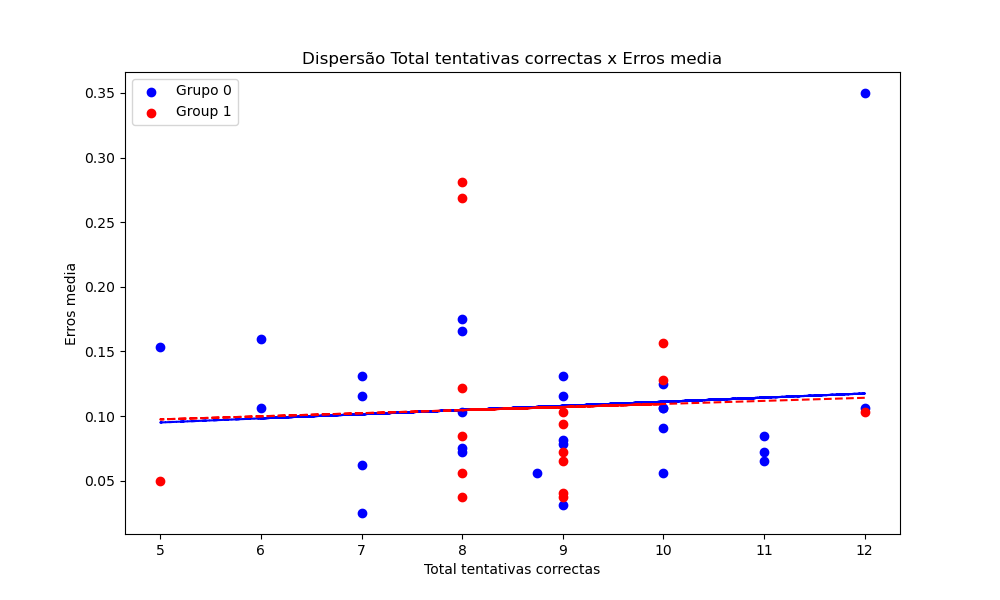 Dispersão Total tentativas correctas x Erros media
Grupo 0
Group 1
Erros media
0.35
0.30
0.25
0.20
0.15
0.10
0.05
5 6 7 8 9 10 11 12
Total tentativas correctas